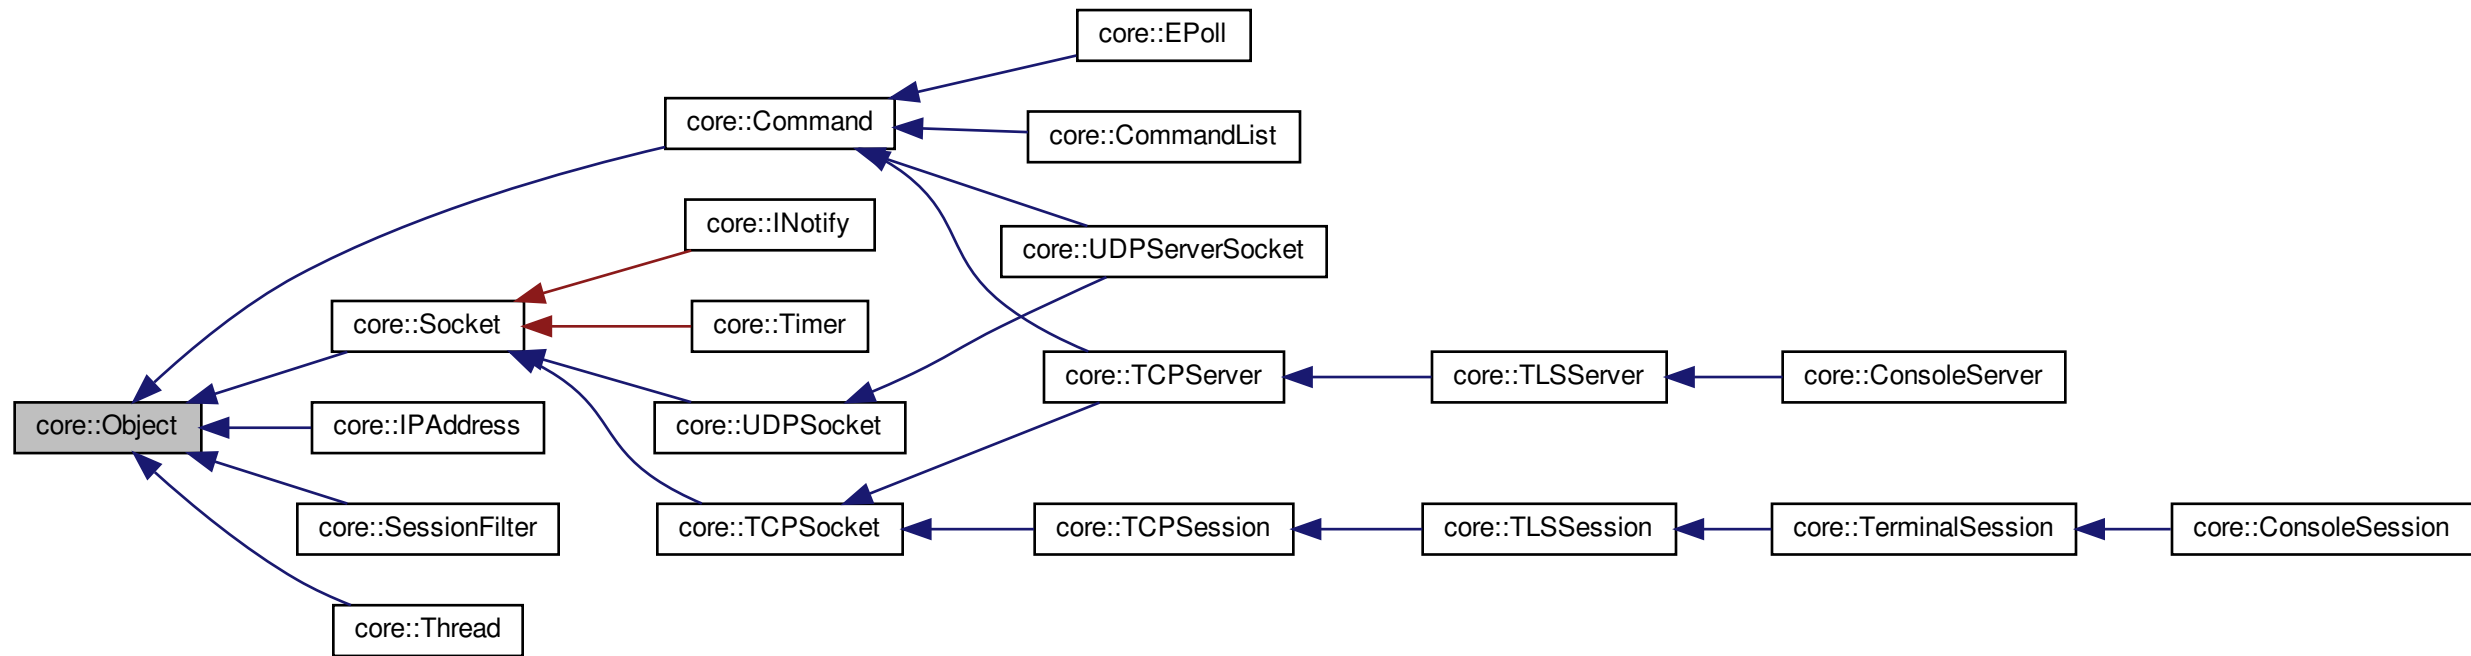 core::EPoll
core::Command
core::CommandList
core::INotify
core::UDPServerSocket
core::Socket
core::Timer
core::TCPServer
core::TLSServer
core::ConsoleServer
core::Object
core::IPAddress
core::UDPSocket
core::SessionFilter
core::TCPSocket
core::TCPSession
core::TLSSession
core::TerminalSession
core::ConsoleSession
core::Thread